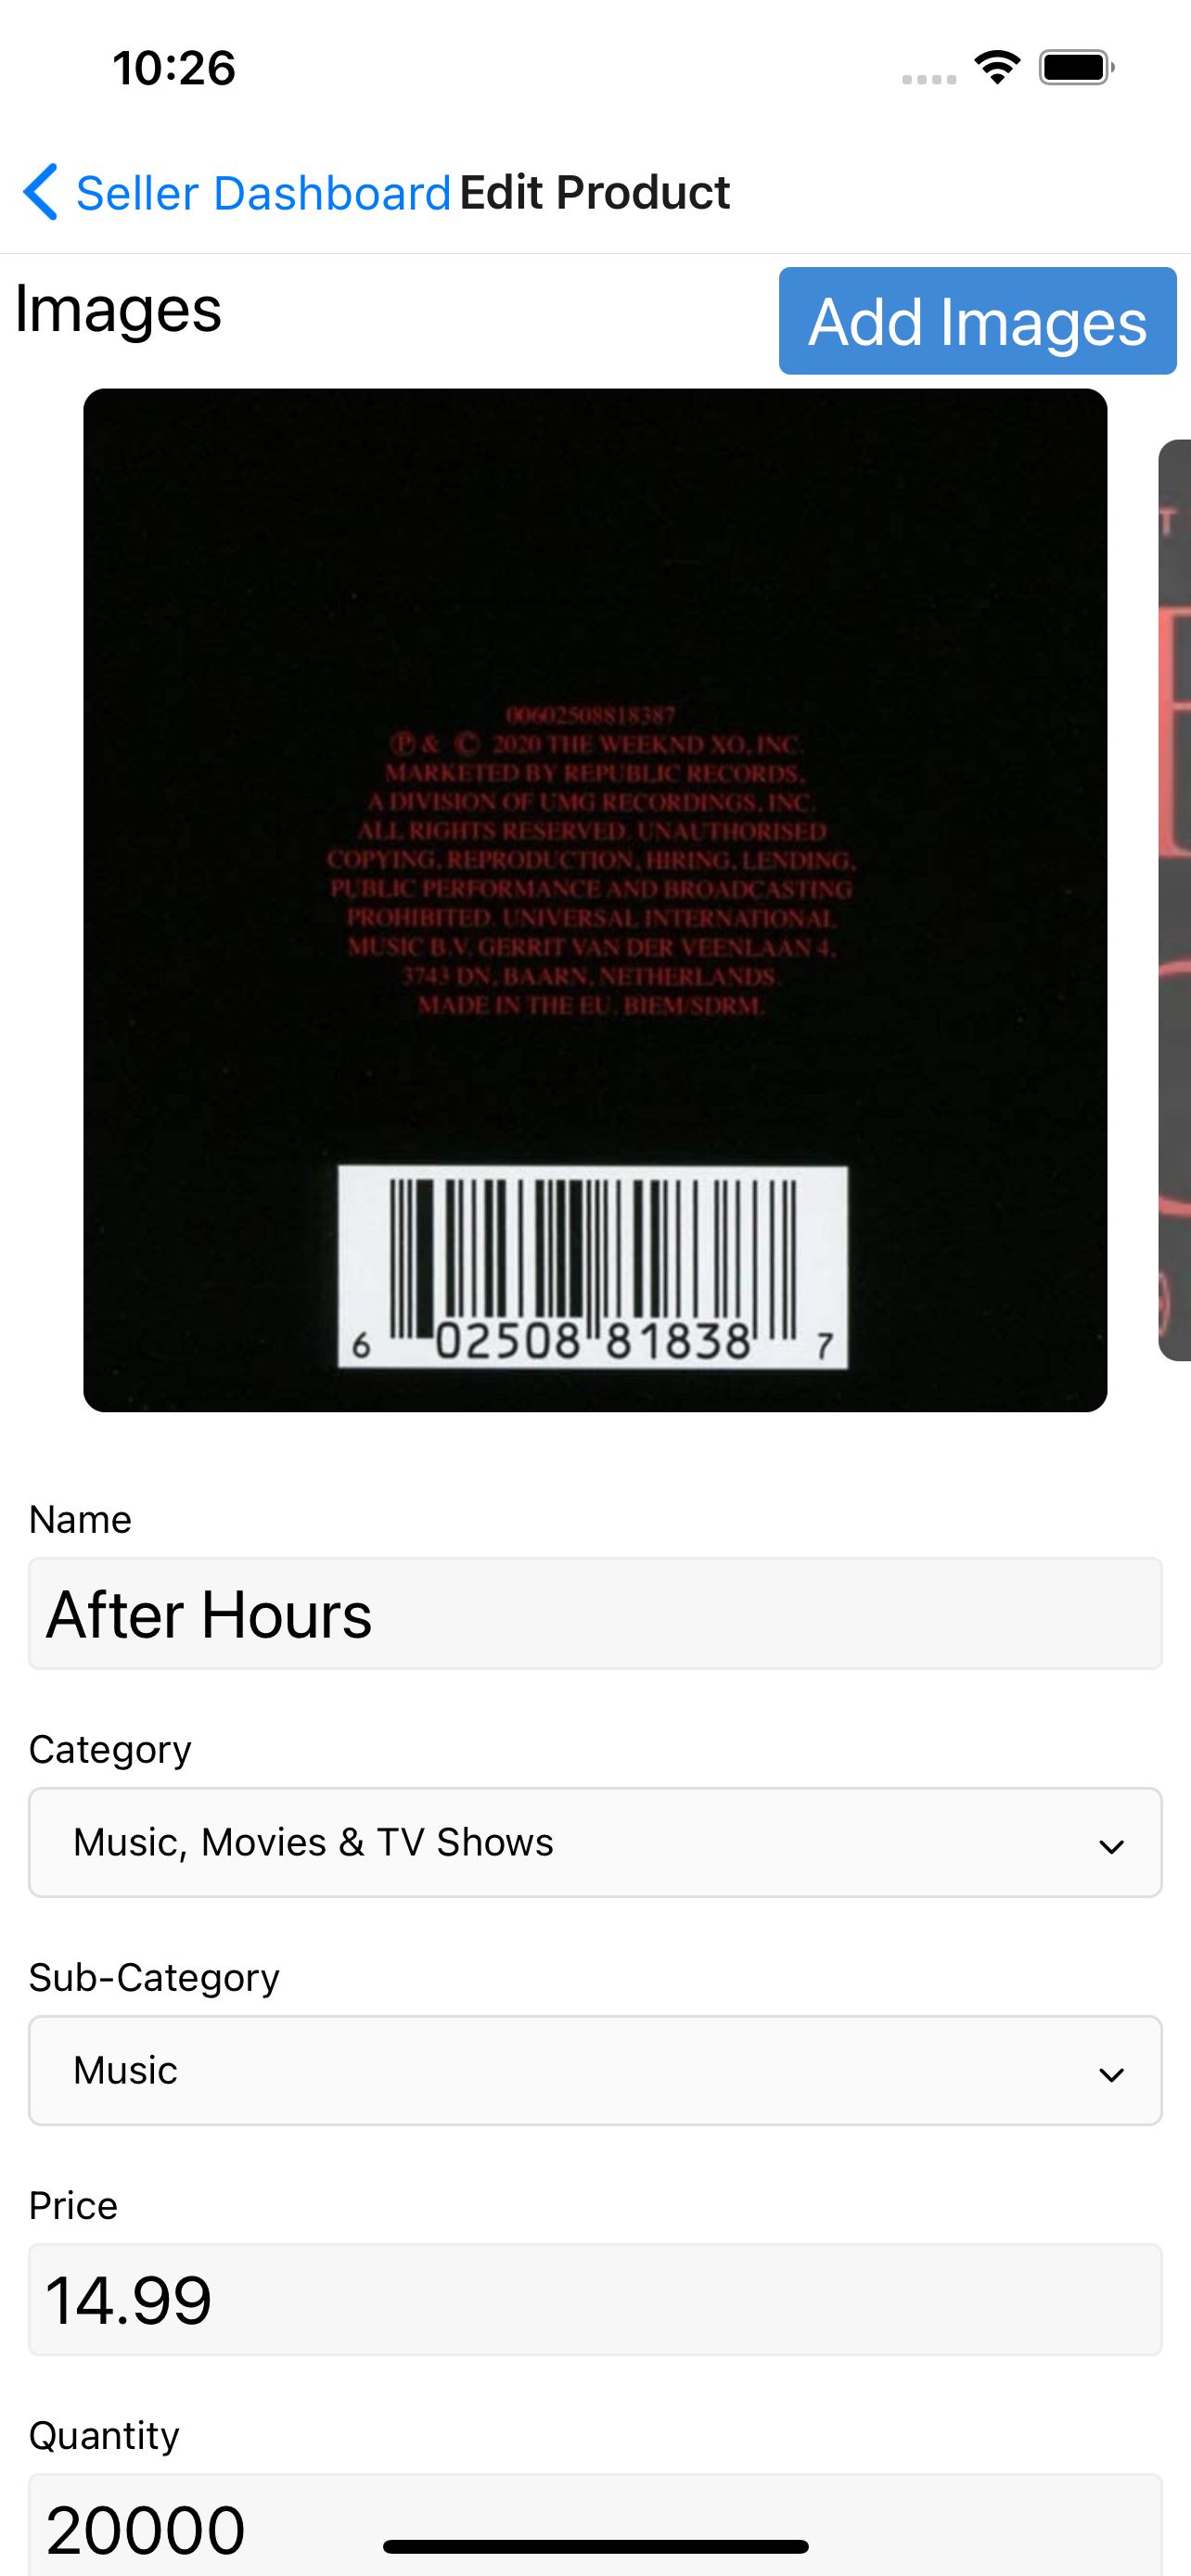 10:26
Seller Dashboard Edit Product
Images
Add Images
00602508818387
Ⓟ & © 2020 THE WEEKND XO, INC.
MARKETED BY REPUBLIC RECORDS,
A DIVISION OF UMG RECORDINGS, INC.
ALL RIGHTS RESERVED. UNAUTHORISED
COPYING, REPRODUCTION, HIRING, LENDING,
PUBLIC PERFORMANCE AND BROADCASTING
PROHIBITED. UNIVERSAL INTERNATIONAL
MUSIC B.V. GERRIT VAN DER VEENLAAN 4,
3743 DN, BAARN, NETHERLANDS.
MADE IN THE EU. BIEM/SDRM.
6 02508 81838 7
T
Name
After Hours
Category
Music, Movies & TV Shows
Sub-Category
Music
Price
14.99
Quantity
20000